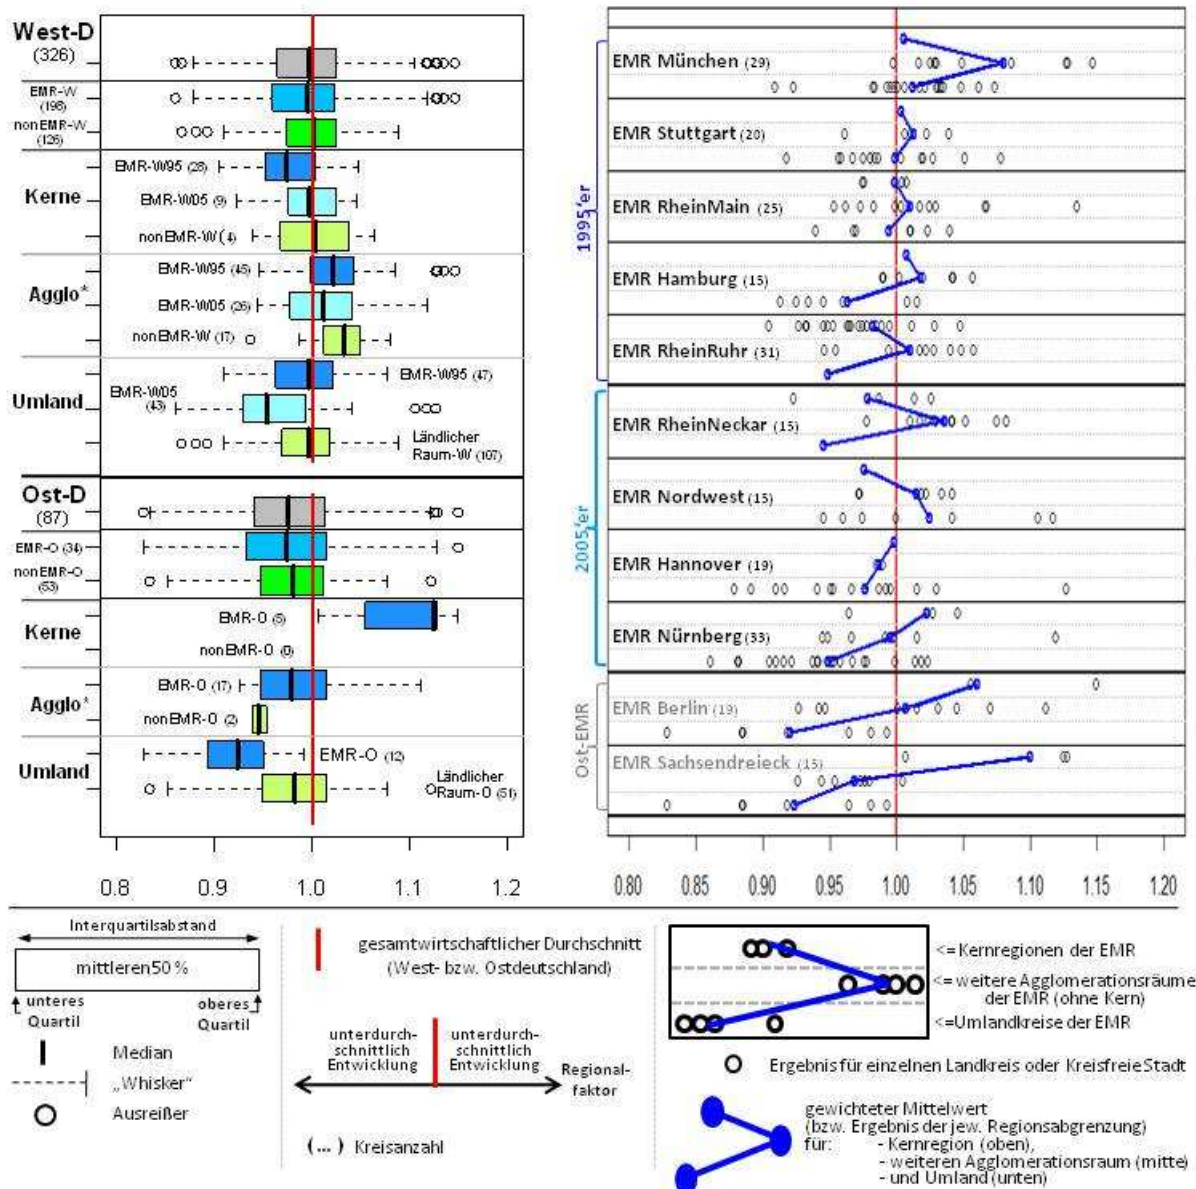 West-D
(326)
EMR-W
(198)
nonEMR-W
(126)
Kerne
EMR-W95 (28)
EMR-W05 (9)
nonEMR-W (4)
Agglo*
EMR-W95 (45)
EMR-W05 (26)
nonEMR-W (17)
Umland
EMR-W95 (47)
EMR-W05
(43)
Ländlicher
Raum-W (107)
Ost-D
(87)
EMR-O (34)
nonEMR-O
(53)
Kerne
EMR-O (5)
nonEMR-O (0)
Agglo*
EMR-O (17)
nonEMR-O (2)
Umland
EMR-O (12)
Ländlicher
Raum-O (51)
0.8 0.9 1.0 1.1 1.2
1995'er
EMR München (29)
EMR Stuttgart (20)
EMR RheinMain (25)
EMR Hamburg (15)
EMR RheinRuhr (31)
2005'er
EMR RheinNeckar (15)
EMR Nordwest (15)
EMR Hannover (19)
EMR Nürnberg (33)
Ost-EMR
EMR Berlin (19)
EMR Sachsendreieck (15)
0.80 0.85 0.90 0.95 1.00 1.05 1.10 1.15 1.20
Interquartilsabstand
mittleren 50 %
unteres
Quartil
oberes
Quartil
Median
„Whisker"
Ausreißer
gesamtwirtschaftlicher Durchschnitt
(West- bzw. Ostdeutschland)
unterdurch-
schnittlich
Entwicklung
unterdurch-
schnittlich
Entwicklung
Regional-
faktor
(...) Kreisanzahl
<= Kernregionen der EMR
<= weitere Agglomerationsräume
der EMR (ohne Kern)
<=Umlandkreise der EMR
Ergebnis für einzelnen Landkreis oder Kreisfreie Stadt
gewichteter Mittelwert
(bzw. Ergebnis der jew. Regionsabgrenzung)
für: - Kernregion (oben),
- weiteren Agglomerationsraum (mitte)
- und Umland (unten)